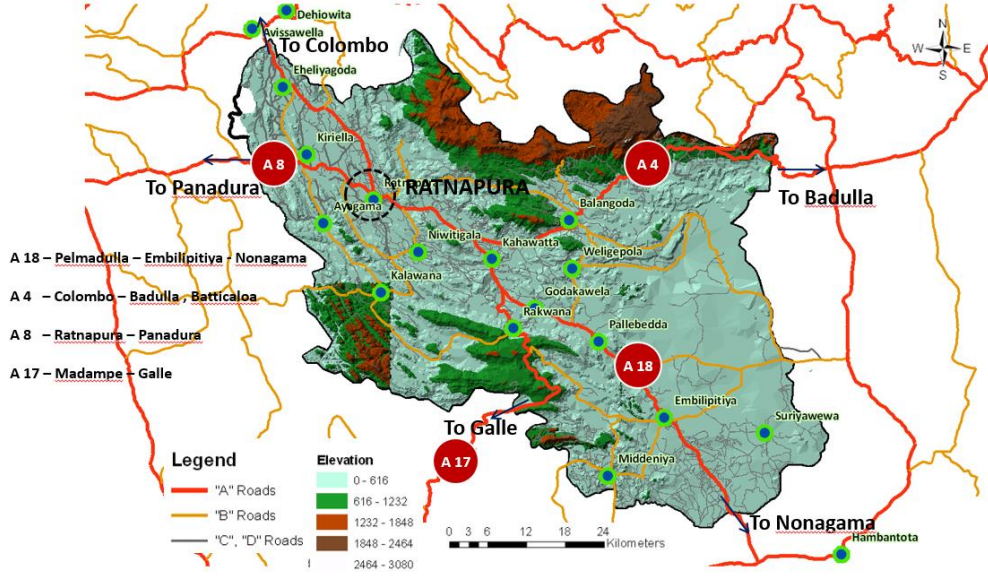 Dehiowita
Avissawella
To Colombo
N
W E
S
Eheliyagoda
Kiriella
A 8
A 4
To Panadura
RATNAPURA
To Badulla
Ayagama
Balangoda
Niwitigala
Kahawatta
Weligepola
A 18 – Pelmadulla – Embilipitiya - Nonagama
Kalawana
A 4 – Colombo – Badulla , Batticaloa
Godakawela
Rakwana
A 8 – Ratnapura – Panadura
Pallebedda
A 17 – Madampe – Galle
A 18
Embilipitiya
Suriyawewa
To Galle
A 17
Middeniya
Legend
"A" Roads
"B" Roads
"C", "D" Roads
Elevation
0 - 616
616 - 1232
1232 - 1848
1848 - 2464
2464 - 3080
0 3 6 12 18 24
Kilometers
To Nonagama
Hambantota